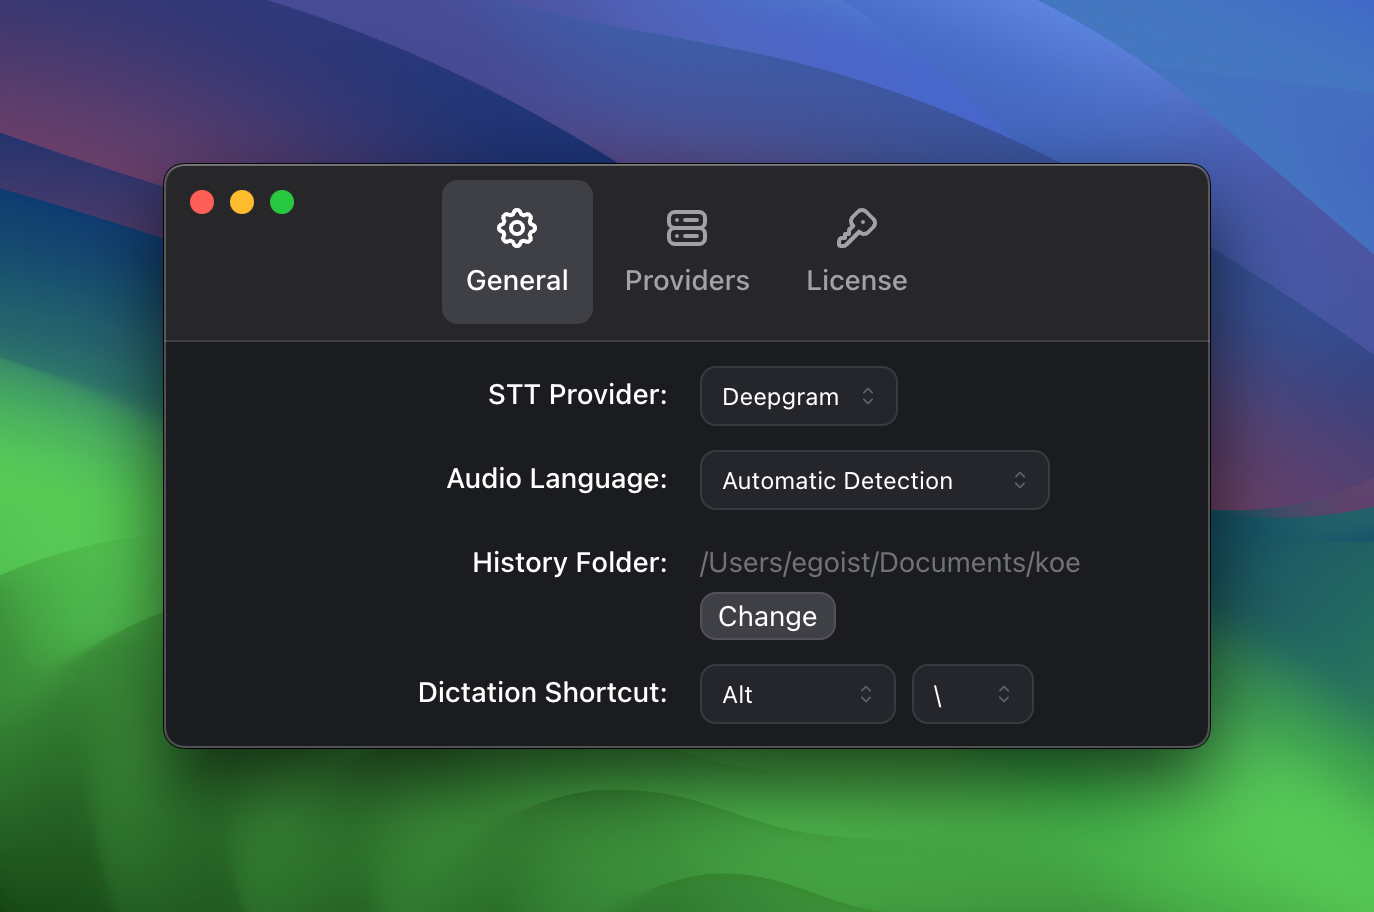 General
Providers
License
STT Provider: Deepgram
Audio Language: Automatic Detection
History Folder: /Users/egoist/Documents/koe
Change
Dictation Shortcut: Alt \